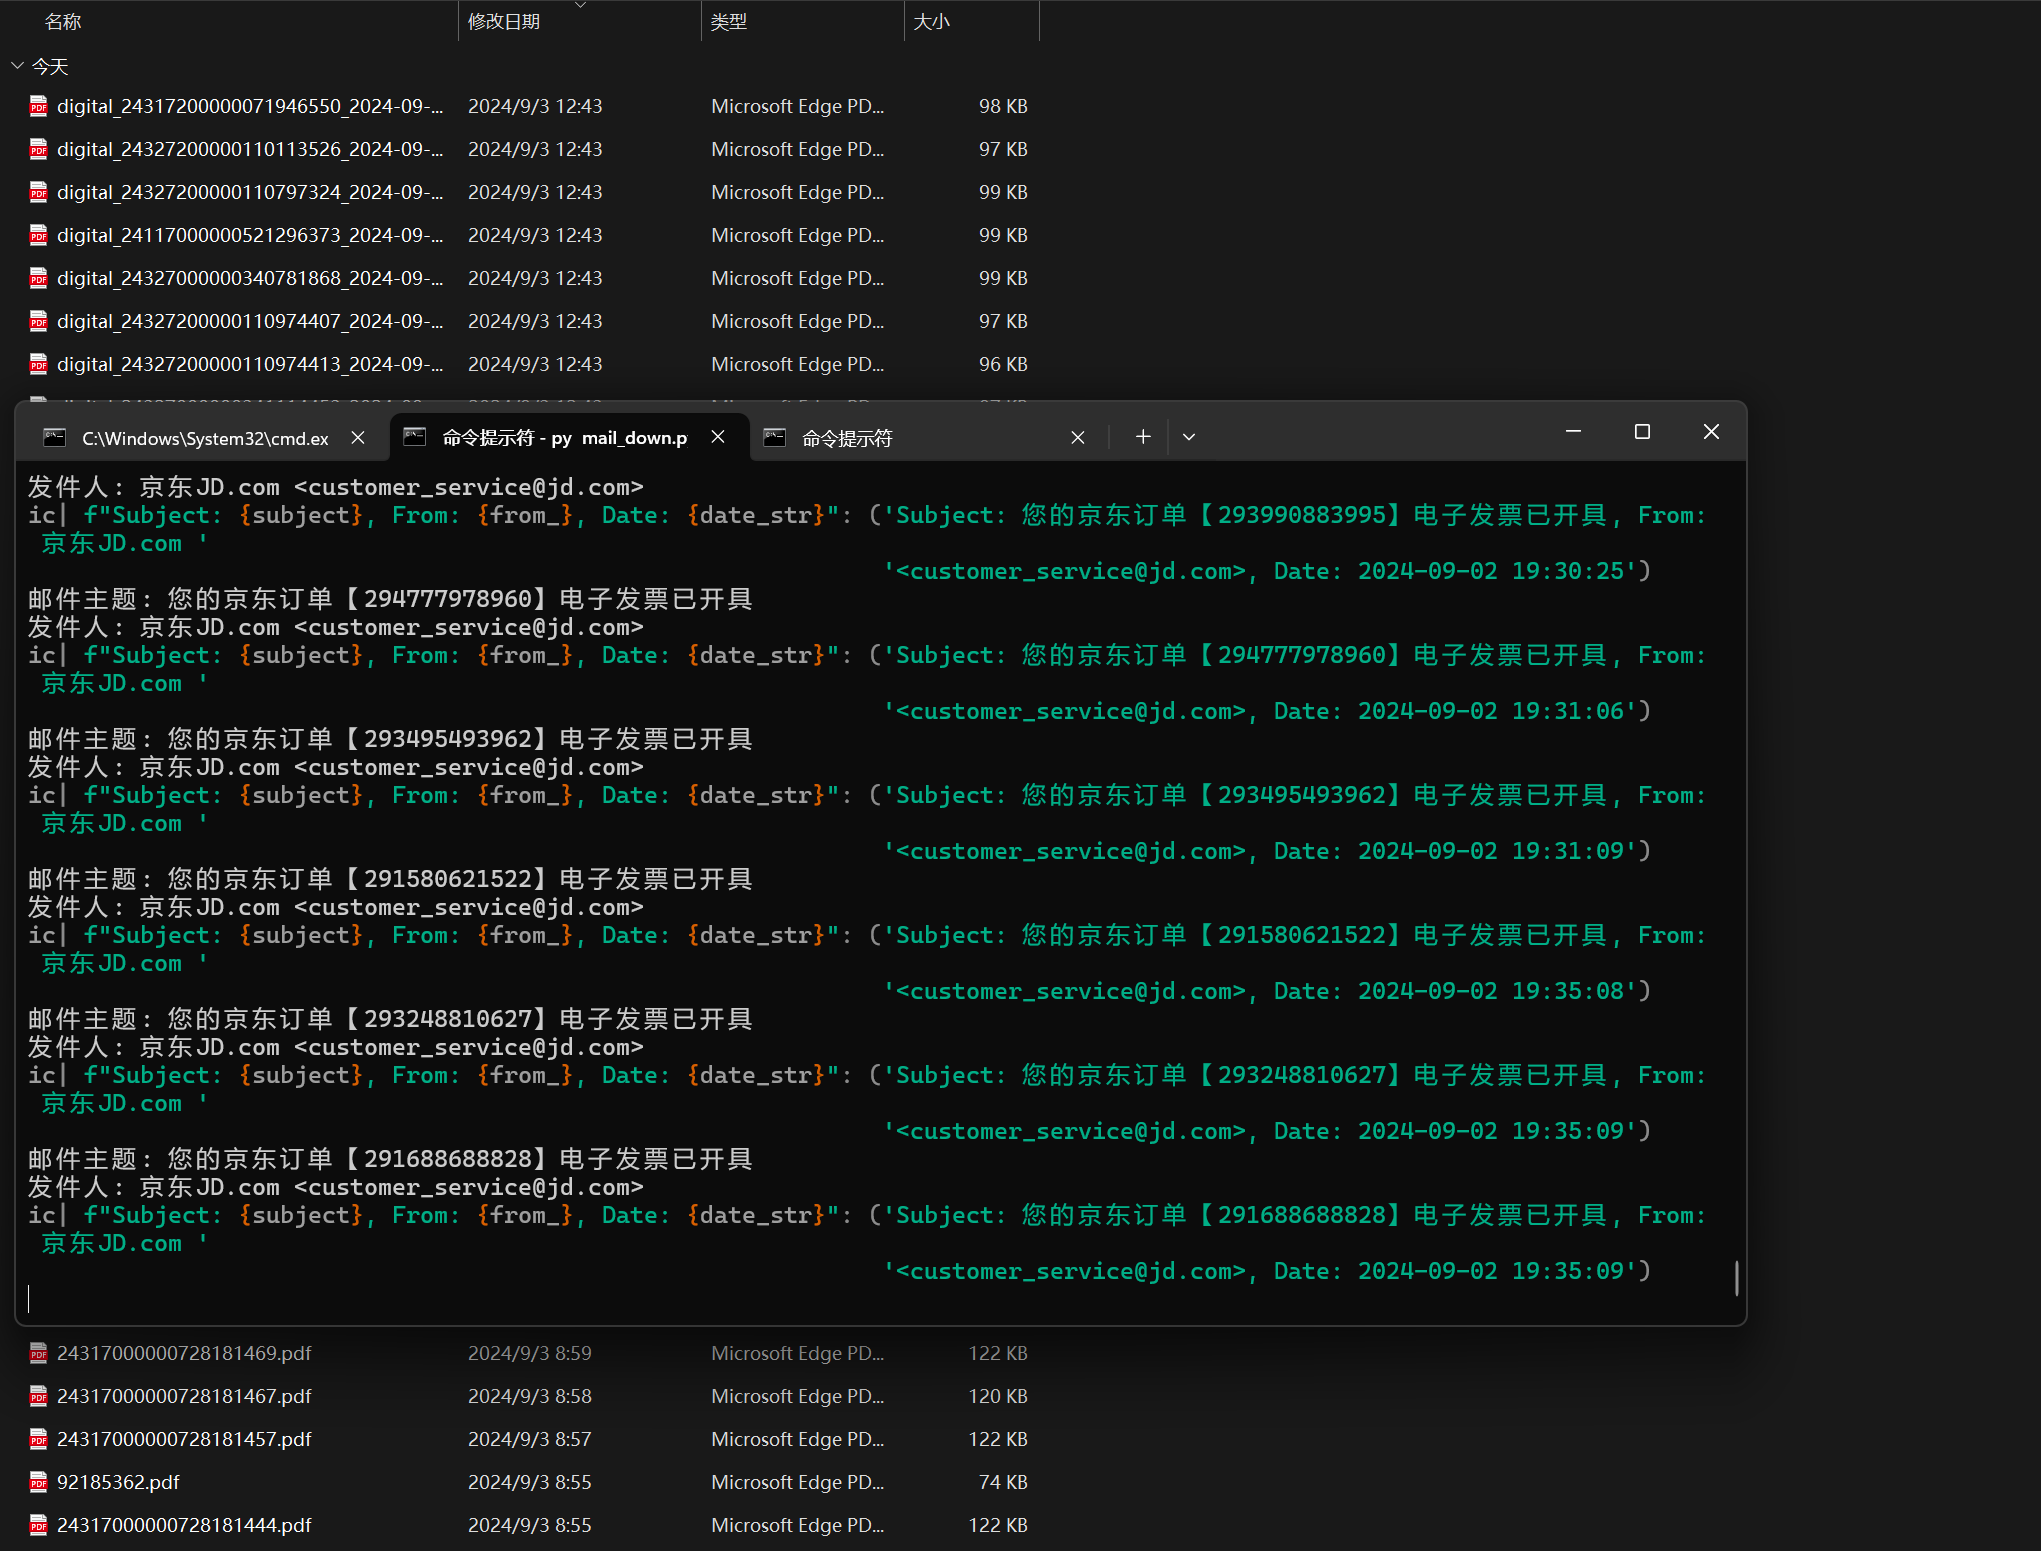 名称 修改日期 类型 大小
今天
digital_24317200000071946550_2024-09-... 2024/9/3 12:43 Microsoft Edge PD... 98 KB
digital_24327200000110113526_2024-09-... 2024/9/3 12:43 Microsoft Edge PD... 97 KB
digital_24327200000110797324_2024-09-... 2024/9/3 12:43 Microsoft Edge PD... 99 KB
digital_24117000000521296373_2024-09-... 2024/9/3 12:43 Microsoft Edge PD... 99 KB
digital_24327000000340781868_2024-09-... 2024/9/3 12:43 Microsoft Edge PD... 99 KB
digital_24327200000110974407_2024-09-... 2024/9/3 12:43 Microsoft Edge PD... 97 KB
digital_24327200000110974413_2024-09-... 2024/9/3 12:43 Microsoft Edge PD... 96 KB
C:\Windows\System32\cmd.ex 命令提示符 - py mail_down.p 命令提示符
发件人: 京东JD.com <customer_service@jd.com>
ic| f"Subject: {subject}, From: {from_}, Date: {date_str}": ('Subject: 您的京东订单【293990883995】电子发票已开具, From:
京东JD.com '
'<customer_service@jd.com>, Date: 2024-09-02 19:30:25')
邮件主题: 您的京东订单【294777978960】电子发票已开具
发件人: 京东JD.com <customer_service@jd.com>
ic| f"Subject: {subject}, From: {from_}, Date: {date_str}": ('Subject: 您的京东订单【294777978960】电子发票已开具, From:
京东JD.com '
'<customer_service@jd.com>, Date: 2024-09-02 19:31:06')
邮件主题: 您的京东订单【293495493962】电子发票已开具
发件人: 京东JD.com <customer_service@jd.com>
ic| f"Subject: {subject}, From: {from_}, Date: {date_str}": ('Subject: 您的京东订单【293495493962】电子发票已开具, From:
京东JD.com '
'<customer_service@jd.com>, Date: 2024-09-02 19:31:09')
邮件主题: 您的京东订单【291580621522】电子发票已开具
发件人: 京东JD.com <customer_service@jd.com>
ic| f"Subject: {subject}, From: {from_}, Date: {date_str}": ('Subject: 您的京东订单【291580621522】电子发票已开具, From:
京东JD.com '
'<customer_service@jd.com>, Date: 2024-09-02 19:35:08')
邮件主题: 您的京东订单【293248810627】电子发票已开具
发件人: 京东JD.com <customer_service@jd.com>
ic| f"Subject: {subject}, From: {from_}, Date: {date_str}": ('Subject: 您的京东订单【293248810627】电子发票已开具, From:
京东JD.com '
'<customer_service@jd.com>, Date: 2024-09-02 19:35:09')
邮件主题: 您的京东订单【291688688828】电子发票已开具
发件人: 京东JD.com <customer_service@jd.com>
ic| f"Subject: {subject}, From: {from_}, Date: {date_str}": ('Subject: 您的京东订单【291688688828】电子发票已开具, From:
京东JD.com '
'<customer_service@jd.com>, Date: 2024-09-02 19:35:09')
24317000000728181469.pdf 2024/9/3 8:59 Microsoft Edge PD... 122 KB
24317000000728181467.pdf 2024/9/3 8:58 Microsoft Edge PD... 120 KB
24317000000728181457.pdf 2024/9/3 8:57 Microsoft Edge PD... 122 KB
92185362.pdf 2024/9/3 8:55 Microsoft Edge PD... 74 KB
24317000000728181444.pdf 2024/9/3 8:55 Microsoft Edge PD... 122 KB